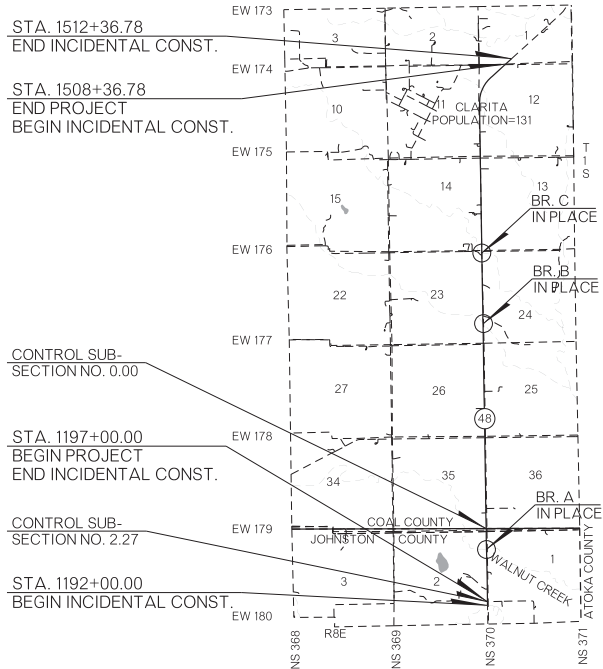 EW 173
STA. 1512+36.78
END INCIDENTAL CONST.
3
2
1
EW 174
STA. 1508+36.78
END PROJECT
BEGIN INCIDENTAL CONST.
10
11
CLARITA
POPULATION=131
12
EW 175
T
1
S
15
14
13
BR. C
IN PLACE
EW 176
BR. B
IN PLACE
22
23
24
EW 177
CONTROL SUB-
SECTION NO. 0.00
27
26
25
48
STA. 1197+00.00
BEGIN PROJECT
END INCIDENTAL CONST.
EW 178
34
35
36
BR. A
IN PLACE
CONTROL SUB-
SECTION NO. 2.27
EW 179
COAL COUNTY
JOHNSTON COUNTY
WALNUT CREEK
ATOKA COUNTY
3
2
1
STA. 1192+00.00
BEGIN INCIDENTAL CONST.
EW 180
R8E
NS 368
NS 369
NS 370
NS 371